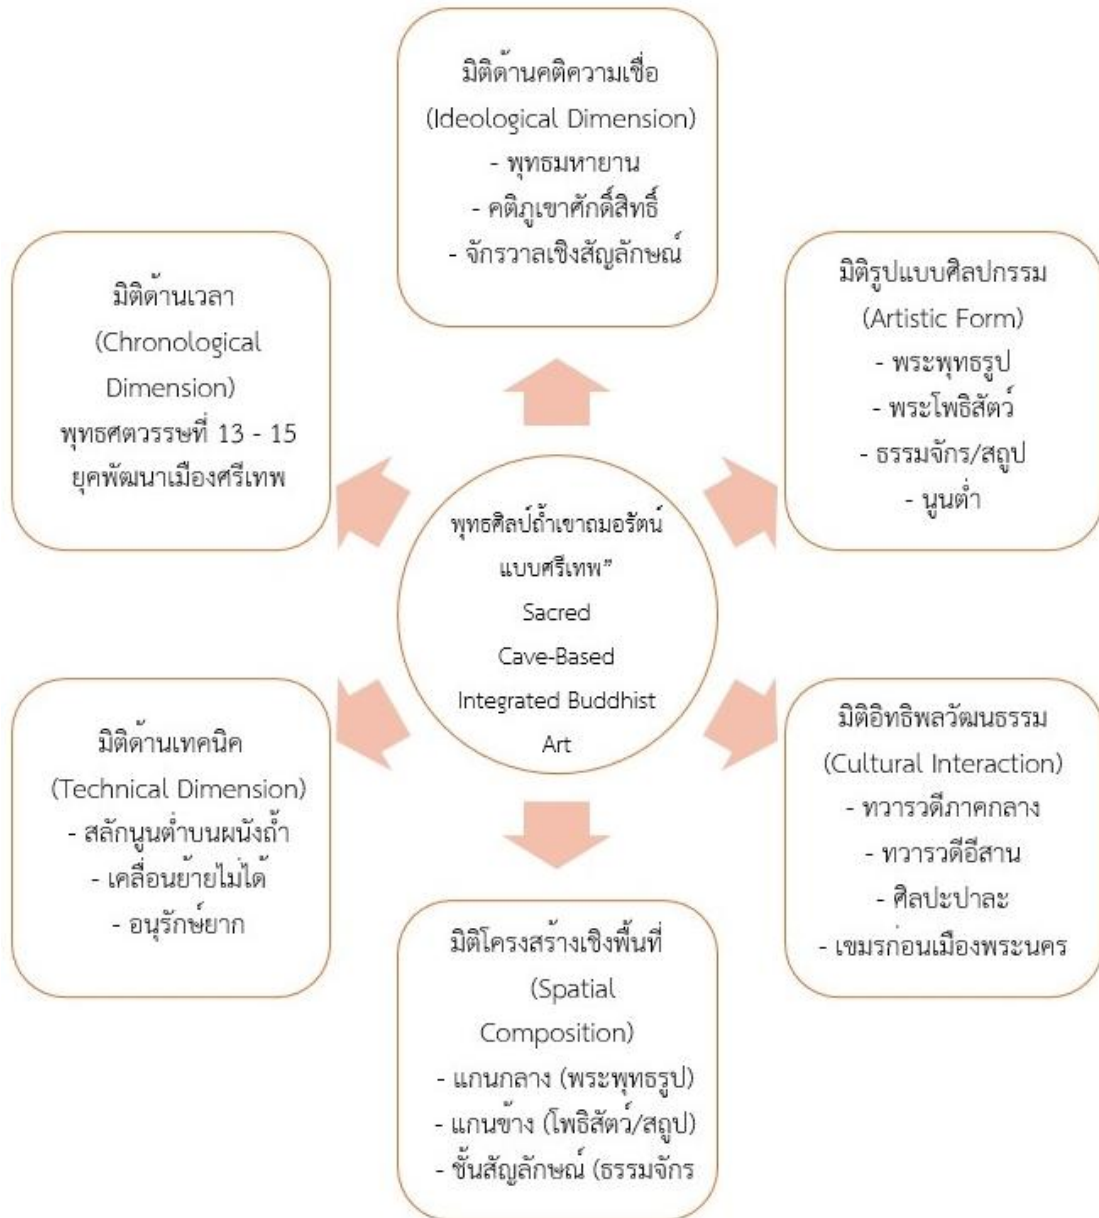 มิติด้านคติความเชื่อ
(Ideological Dimension)
- พุทธมหายาน
- คติภูเขาศักดิ์สิทธิ์
- จักรวาลเชิงสัญลักษณ์
มิติรูปแบบศิลปกรรม
(Artistic Form)
- พระพุทธรูป
- พระโพธิสัตว์
- ธรรมจักร/สถูป
- นูนต่ำ
มิติอิทธิพลวัฒนธรรม
(Cultural Interaction)
- ทวารวดีภาคกลาง
- ทวารวดีอีสาน
- ศิลปะปาละ
- เขมรก่อนเมืองพระนคร
มิติโครงสร้างเชิงพื้นที่
(Spatial
Composition)
- แกนกลาง (พระพุทธรูป)
- แกนข้าง (โพธิสัตว์/สถูป)
- ชั้นสัญลักษณ์ (ธรรมจักร
มิติด้านเทคนิค
(Technical Dimension)
- สลักนูนต่ำบนผนังถ้ำ
- เคลื่อนย้ายไม่ได้
- อนุรักษ์ยาก
มิติด้านเวลา
(Chronological
Dimension)
พุทธศตวรรษที่ 13 - 15
ยุคพัฒนาเมืองศรีเทพ
พุทธศิลป์ถ้ำเขาถมอรัตน์
แบบศรีเทพ”
Sacred
Cave-Based
Integrated Buddhist
Art